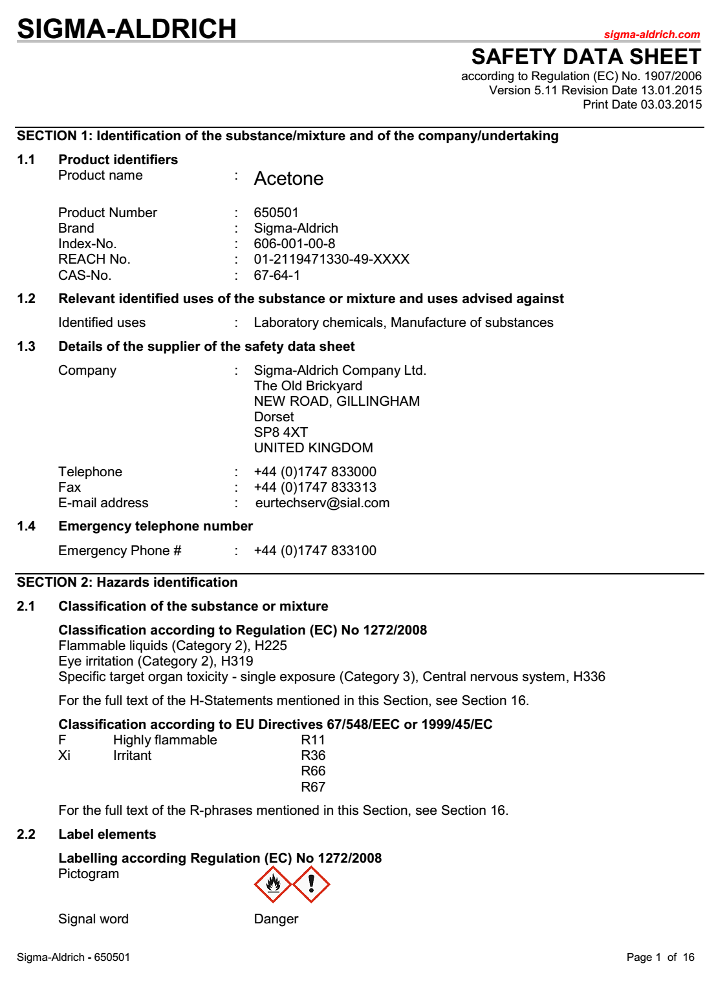 SIGMA-ALDRICH
sigma-aldrich.com
SAFETY DATA SHEET
according to Regulation (EC) No. 1907/2006
Version 5.11 Revision Date 13.01.2015
Print Date 03.03.2015
SECTION 1: Identification of the substance/mixture and of the company/undertaking
1.1 Product identifiers
Product name : Acetone
Product Number : 650501
Brand : Sigma-Aldrich
Index-No. : 606-001-00-8
REACH No. : 01-2119471330-49-XXXX
CAS-No. : 67-64-1
1.2 Relevant identified uses of the substance or mixture and uses advised against
Identified uses : Laboratory chemicals, Manufacture of substances
1.3 Details of the supplier of the safety data sheet
Company : Sigma-Aldrich Company Ltd.
The Old Brickyard
NEW ROAD, GILLINGHAM
Dorset
SP8 4XT
UNITED KINGDOM
Telephone : +44 (0)1747 833000
Fax : +44 (0)1747 833313
E-mail address : eurtechserv@sial.com
1.4 Emergency telephone number
Emergency Phone # : +44 (0)1747 833100
SECTION 2: Hazards identification
2.1 Classification of the substance or mixture
Classification according to Regulation (EC) No 1272/2008
Flammable liquids (Category 2), H225
Eye irritation (Category 2), H319
Specific target organ toxicity - single exposure (Category 3), Central nervous system, H336
For the full text of the H-Statements mentioned in this Section, see Section 16.
Classification according to EU Directives 67/548/EEC or 1999/45/EC
F Highly flammable R11
Xi Irritant R36
R66
R67
For the full text of the R-phrases mentioned in this Section, see Section 16.
2.2 Label elements
Labelling according Regulation (EC) No 1272/2008
Pictogram
Signal word Danger
Sigma-Aldrich - 650501 Page 1 of 16